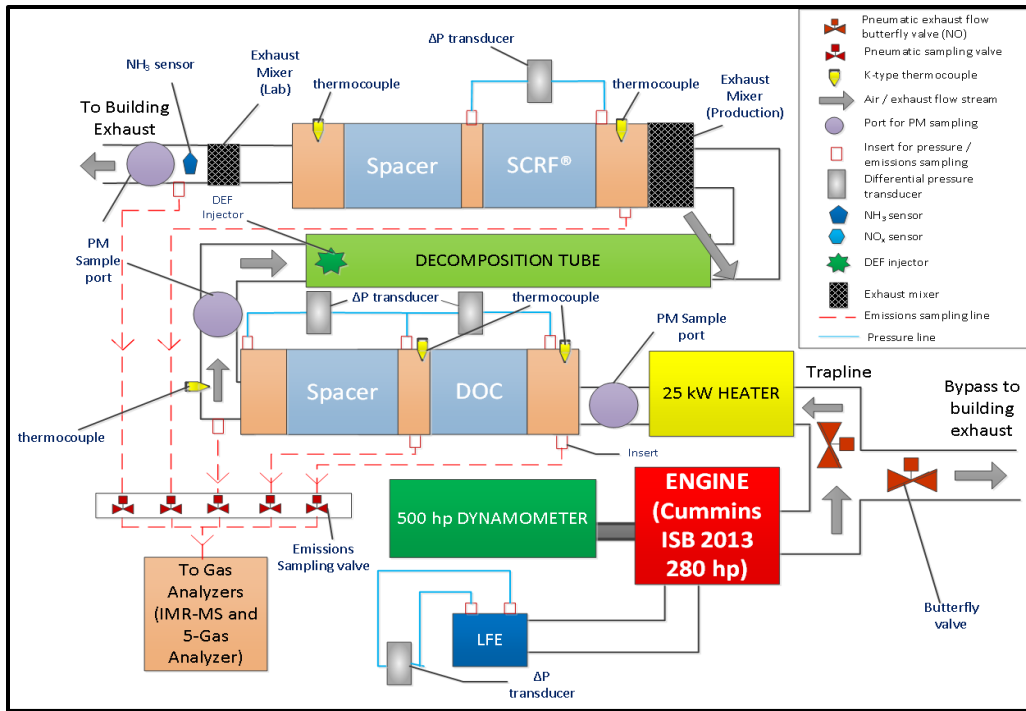 ΔP transducer
NH3 sensor
Exhaust
Mixer
(Lab)
thermocouple
thermocouple
Exhaust
Mixer
(Production)
To Building
Exhaust
Spacer
SCRF®
DEF
Injector
PM
Sample
port
DECOMPOSITION TUBE
ΔP transducer
thermocouple
PM Sample
port
Spacer
DOC
25 kW HEATER
Trapline
Bypass to
building
exhaust
thermocouple
Insert
500 hp DYNAMOMETER
ENGINE
(Cummins
ISB 2013
280 hp)
Emissions
Sampling valve
To Gas
Analyzers
(IMR-MS and
5-Gas
Analyzer)
LFE
ΔP
transducer
Butterfly
valve
Pneumatic exhaust flow
butterfly valve (NO)
Pneumatic sampling valve
K-type thermocouple
Air / exhaust flow stream
Port for PM sampling
Insert for pressure /
emissions sampling
Differential pressure
transducer
NH3 sensor
NOx sensor
DEF injector
Exhaust mixer
Emissions sampling line
Pressure line